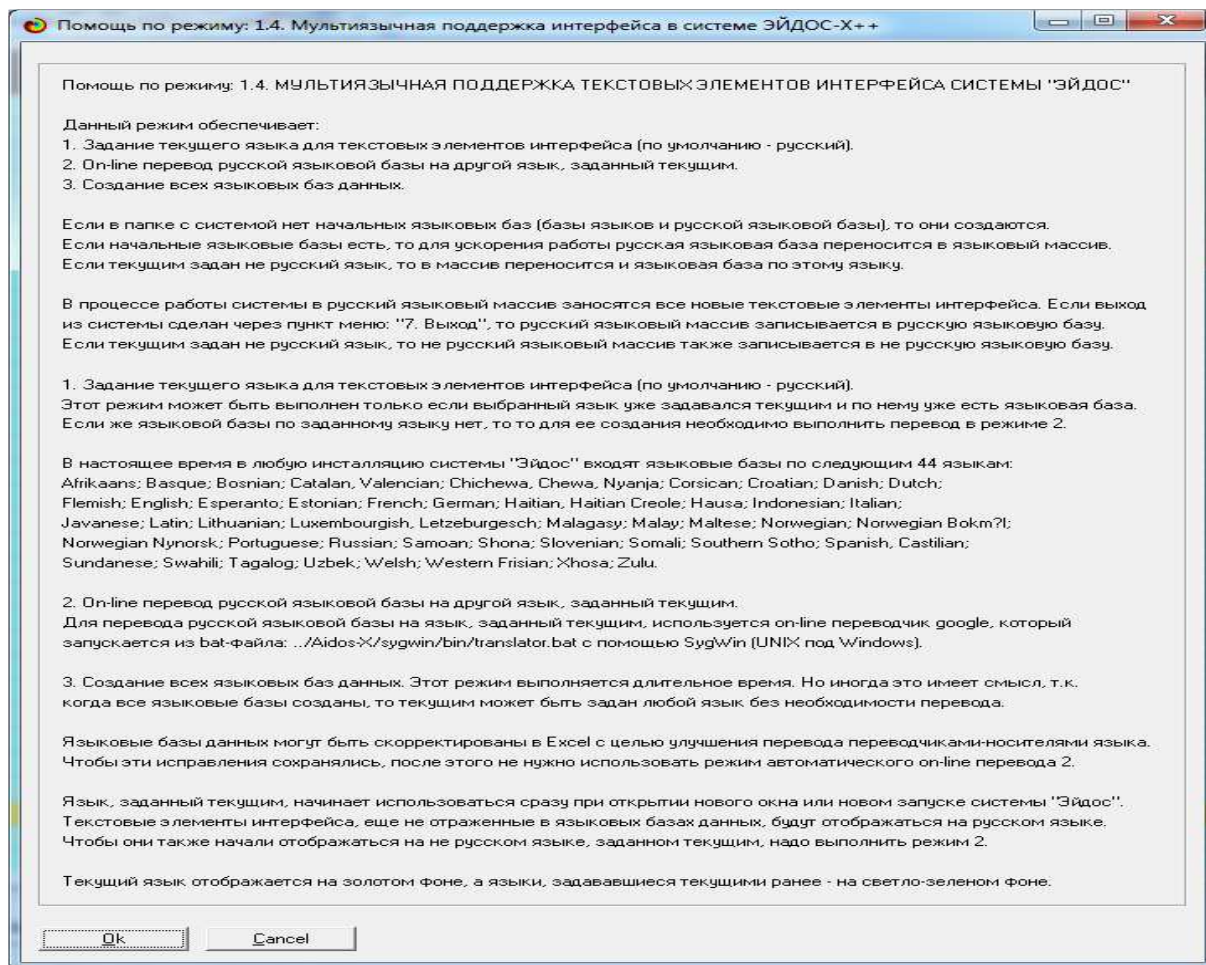 Помощь по режиму: 1.4. Мультиязычная поддержка интерфейса в системе ЭЙДОС-X++
Помощь по режиму: 1.4. МУЛЬТИЯЗЫЧНАЯ ПОДДЕРЖКА ТЕКСТОВЫХ ЭЛЕМЕНТОВ ИНТЕРФЕЙСА СИСТЕМЫ "ЭЙДОС"
Данный режим обеспечивает:
1. Задание текущего языка для текстовых элементов интерфейса (по умолчанию - русский).
2. On-line перевод русской языковой базы на другой язык, заданный текущим.
3. Создание всех языковых баз данных.
Если в папке с системой нет начальных языковых баз (базы языков и русской языковой базы), то они создаются.
Если начальные языковые базы есть, то для ускорения работы русская языковая база переносится в языковый массив.
Если текущим задан не русский язык, то в массив переносится и языковая база по этому языку.
В процессе работы системы в русский языковый массив заносятся все новые текстовые элементы интерфейса. Если выход
из системы сделан через пункт меню: "7. Выход", то русский языковый массив записывается в русскую языковую базу.
Если текущим задан не русский язык, то не русский языковый массив также записывается в не русскую языковую базу.
1. Задание текущего языка для текстовых элементов интерфейса (по умолчанию - русский).
Этот режим может быть выполнен только если выбранный язык уже задавался текущим и по нему уже есть языковая база.
Если же языковой базы по заданному языку нет, то то для ее создания необходимо выполнить перевод в режиме 2.
В настоящее время в любую инсталляцию системы "Эйдос" входят языковые базы по следующим 44 языкам:
Afrikaans; Basque; Bosnian; Catalan, Valencian; Chichewa, Chewa, Nyanja; Corsican; Croatian; Danish; Dutch;
Flemish; English; Esperanto; Estonian; French; German; Haitian, Haitian Creole; Hausa; Indonesian; Italian;
Javanese; Latin; Lithuanian; Luxembourgish, Letzeburgesch; Malagasy; Malay; Maltese; Norwegian; Norwegian Bokm?l;
Norwegian Nynorsk; Portuguese; Russian; Samoan; Shona; Slovenian; Somali; Southern Sotho; Spanish, Castilian;
Sundanese; Swahili; Tagalog; Uzbek; Welsh; Western Frisian; Xhosa; Zulu.
2. On-line перевод русской языковой базы на другой язык, заданный текущим.
Для перевода русской языковой базы на язык, заданный текущим, используется on-line переводчик google, который
запускается из bat-файла: ../Aidos-X/sygwin/bin/translator.bat с помощью SygWin (UNIX под Windows).
3. Создание всех языковых баз данных. Этот режим выполняется длительное время. Но иногда это имеет смысл, т.к.
когда все языковые базы созданы, то текущим может быть задан любой язык без необходимости перевода.
Языковые базы данных могут быть скорректированы в Excel с целью улучшения перевода переводчиками-носителями языка.
Чтобы эти исправления сохранялись, после этого не нужно использовать режим автоматического on-line перевода 2.
Язык, заданный текущим, начинает использоваться сразу при открытии нового окна или новом запуске системы "Эйдос".
Текстовые элементы интерфейса, еще не отраженные в языковых базах данных, будут отображаться на русском языке.
Чтобы они также начали отображаться на не русском языке, заданном текущим, надо выполнить режим 2.
Текущий язык отображается на золотом фоне, а языки, задававшиеся текущими ранее - на светло-зеленом фоне.
Ok Cancel